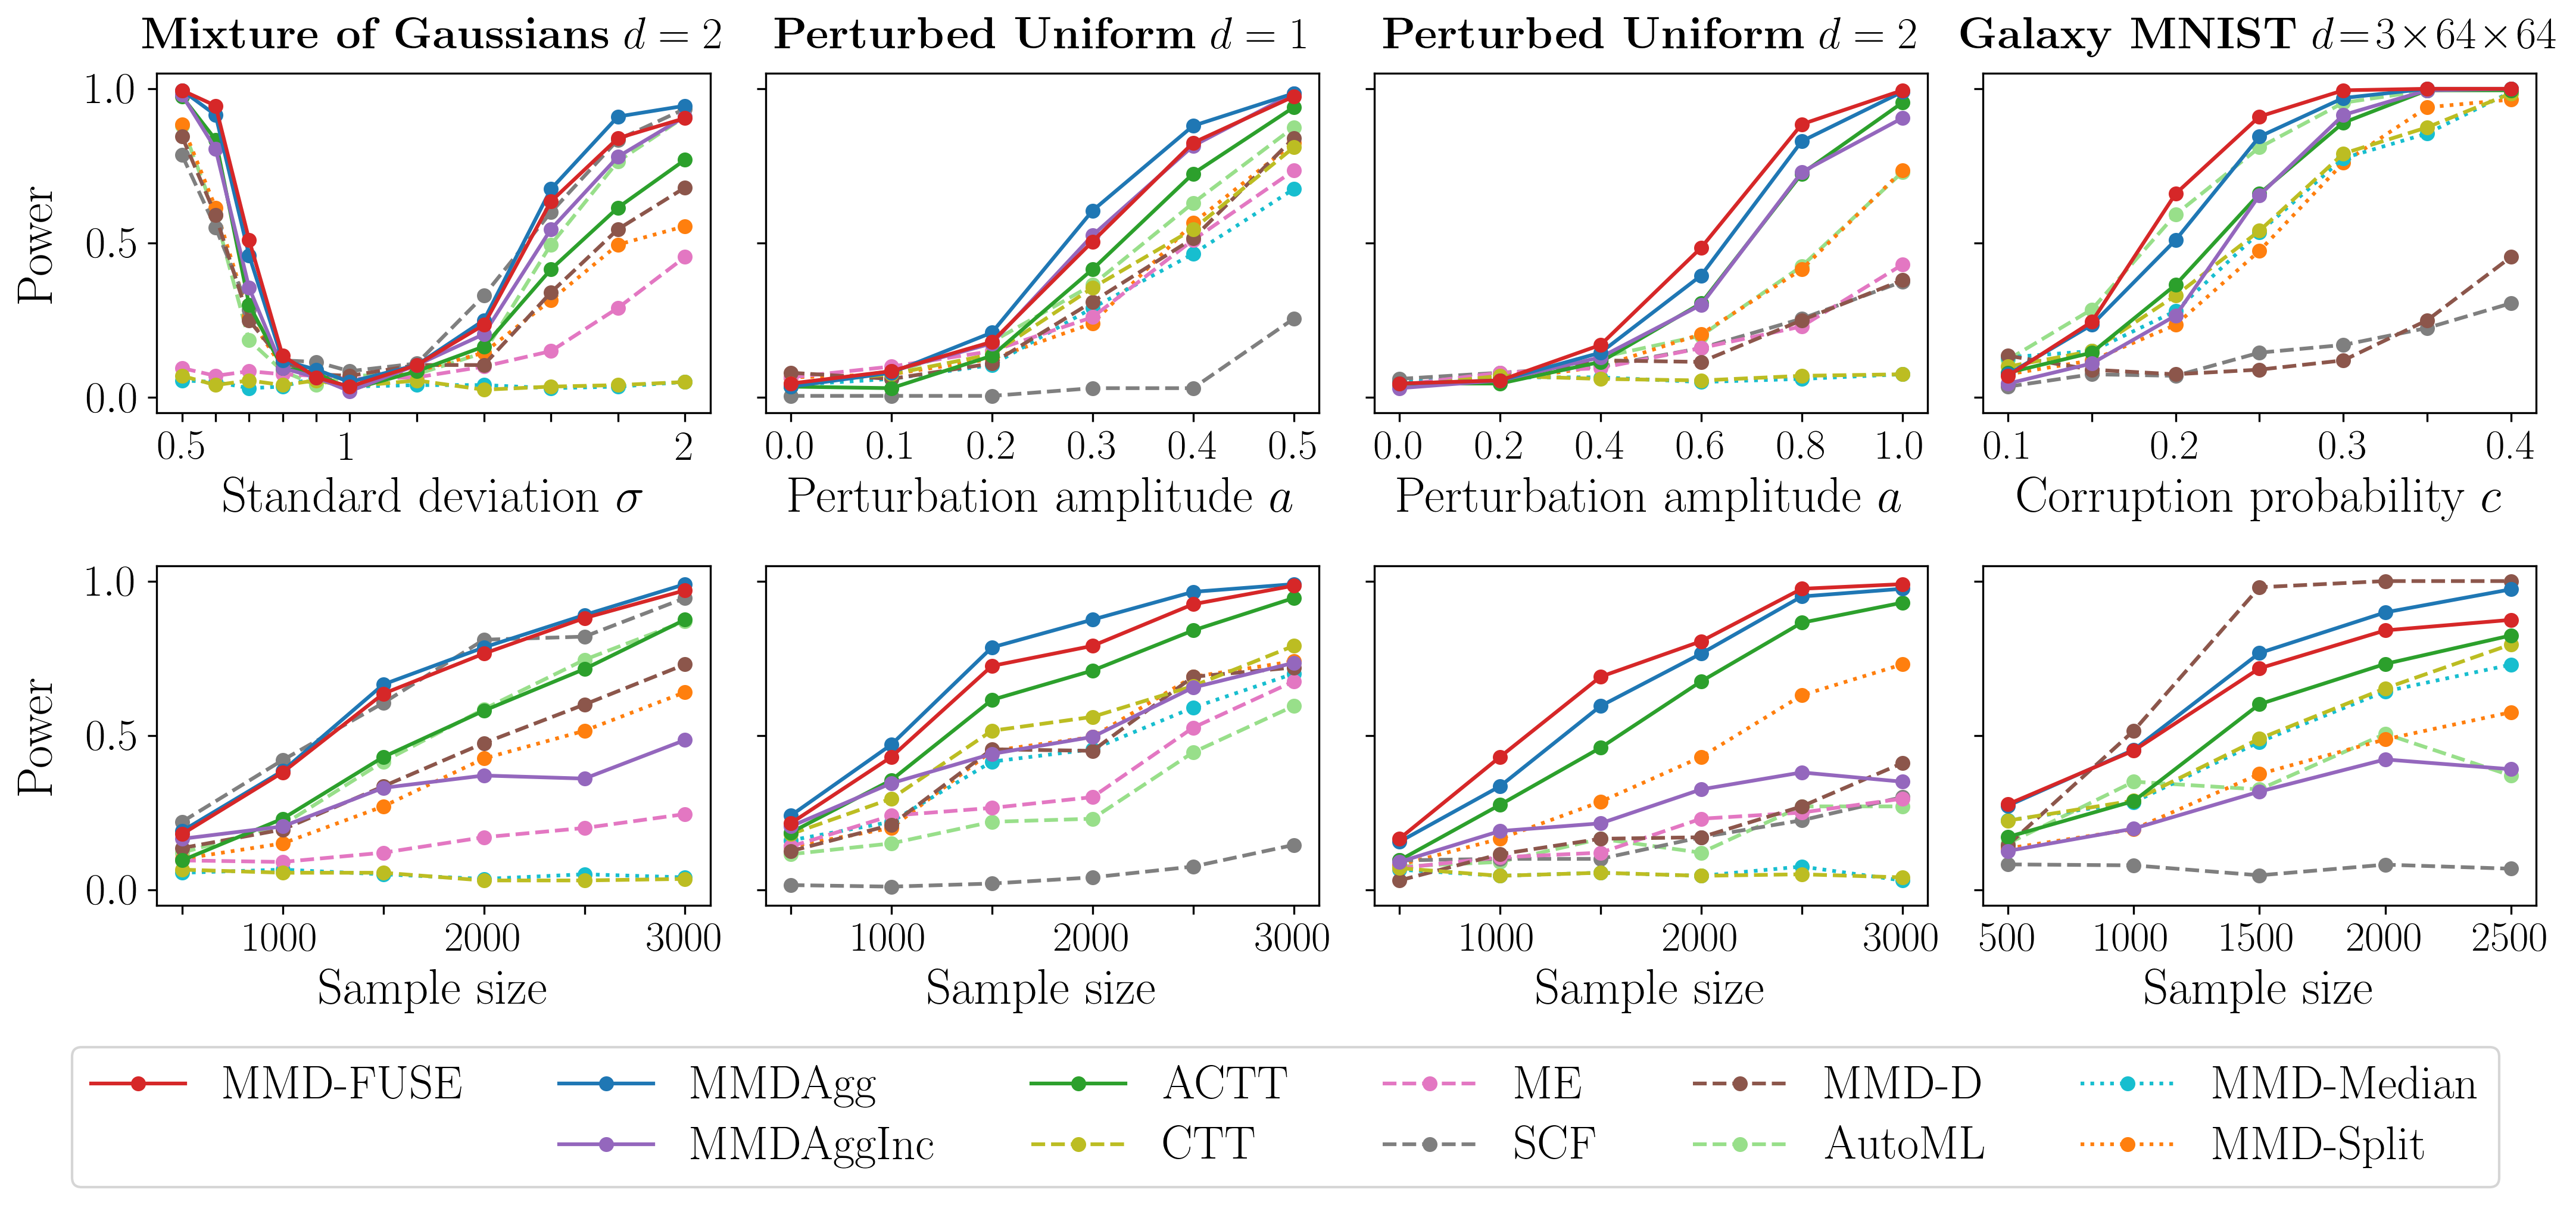 Mixture of Gaussians d = 2
Perturbed Uniform d = 1
Perturbed Uniform d = 2
Galaxy MNIST d=3×64×64
Power
1.0
0.5
0.0
0.5 1 2
0.0 0.1 0.2 0.3 0.4 0.5
0.0 0.2 0.4 0.6 0.8 1.0
0.1 0.2 0.3 0.4
Standard deviation σ
Perturbation amplitude a
Perturbation amplitude a
Corruption probability c
Power
1.0
0.5
0.0
1000 2000 3000
1000 2000 3000
1000 2000 3000
500 1000 1500 2000 2500
Sample size
Sample size
Sample size
Sample size
MMD-FUSE MMDAgg ACTT ME MMD-D MMD-Median
MMDAggInc CTT SCF AutoML MMD-Split